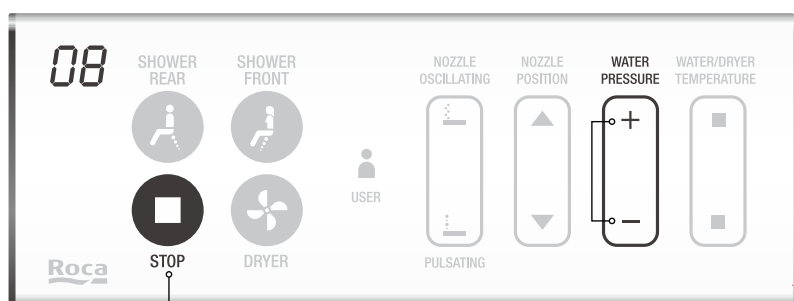 08
SHOWER
REAR
SHOWER
FRONT
NOZZLE
OSCILLATING
NOZZLE
POSITION
WATER
PRESSURE
WATER/DRYER
TEMPERATURE
+
−
USER
STOP
DRYER
PULSATING
Roca